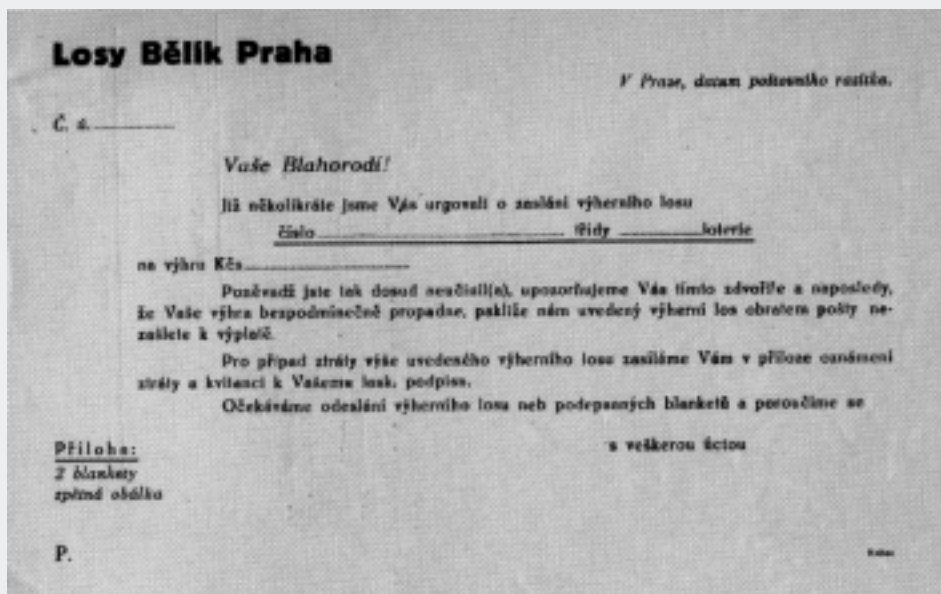 Losy Bělík Praha
V Praze, datum poštovního razítka.
Č. ú.
Vaše Blahorodí!
Již několikráte jsme Vás urgovali o zaslání výherního losu
číslo třídy loterie
na výhru Kčs
Poněvadž jste tak dosud neučinil(a), upozorňujeme Vás tímto zdvořile a naposledy,
že Vaše výhra bezpodmínečně propadne, pakliže nám uvedený výherní los obratem pošty ne-
zašlete k výplatě.
Pro případ ztráty výše uvedeného výherního losu zasíláme Vám v příloze oznámení
ztráty a kvitanci k Vašemu lask. podpisu.
Očekáváme odeslání výherního losu neb podepsaných blanketů a poroučíme se
s veškerou úctou
Příloha:
2 blankety
zpětná obálka
P.